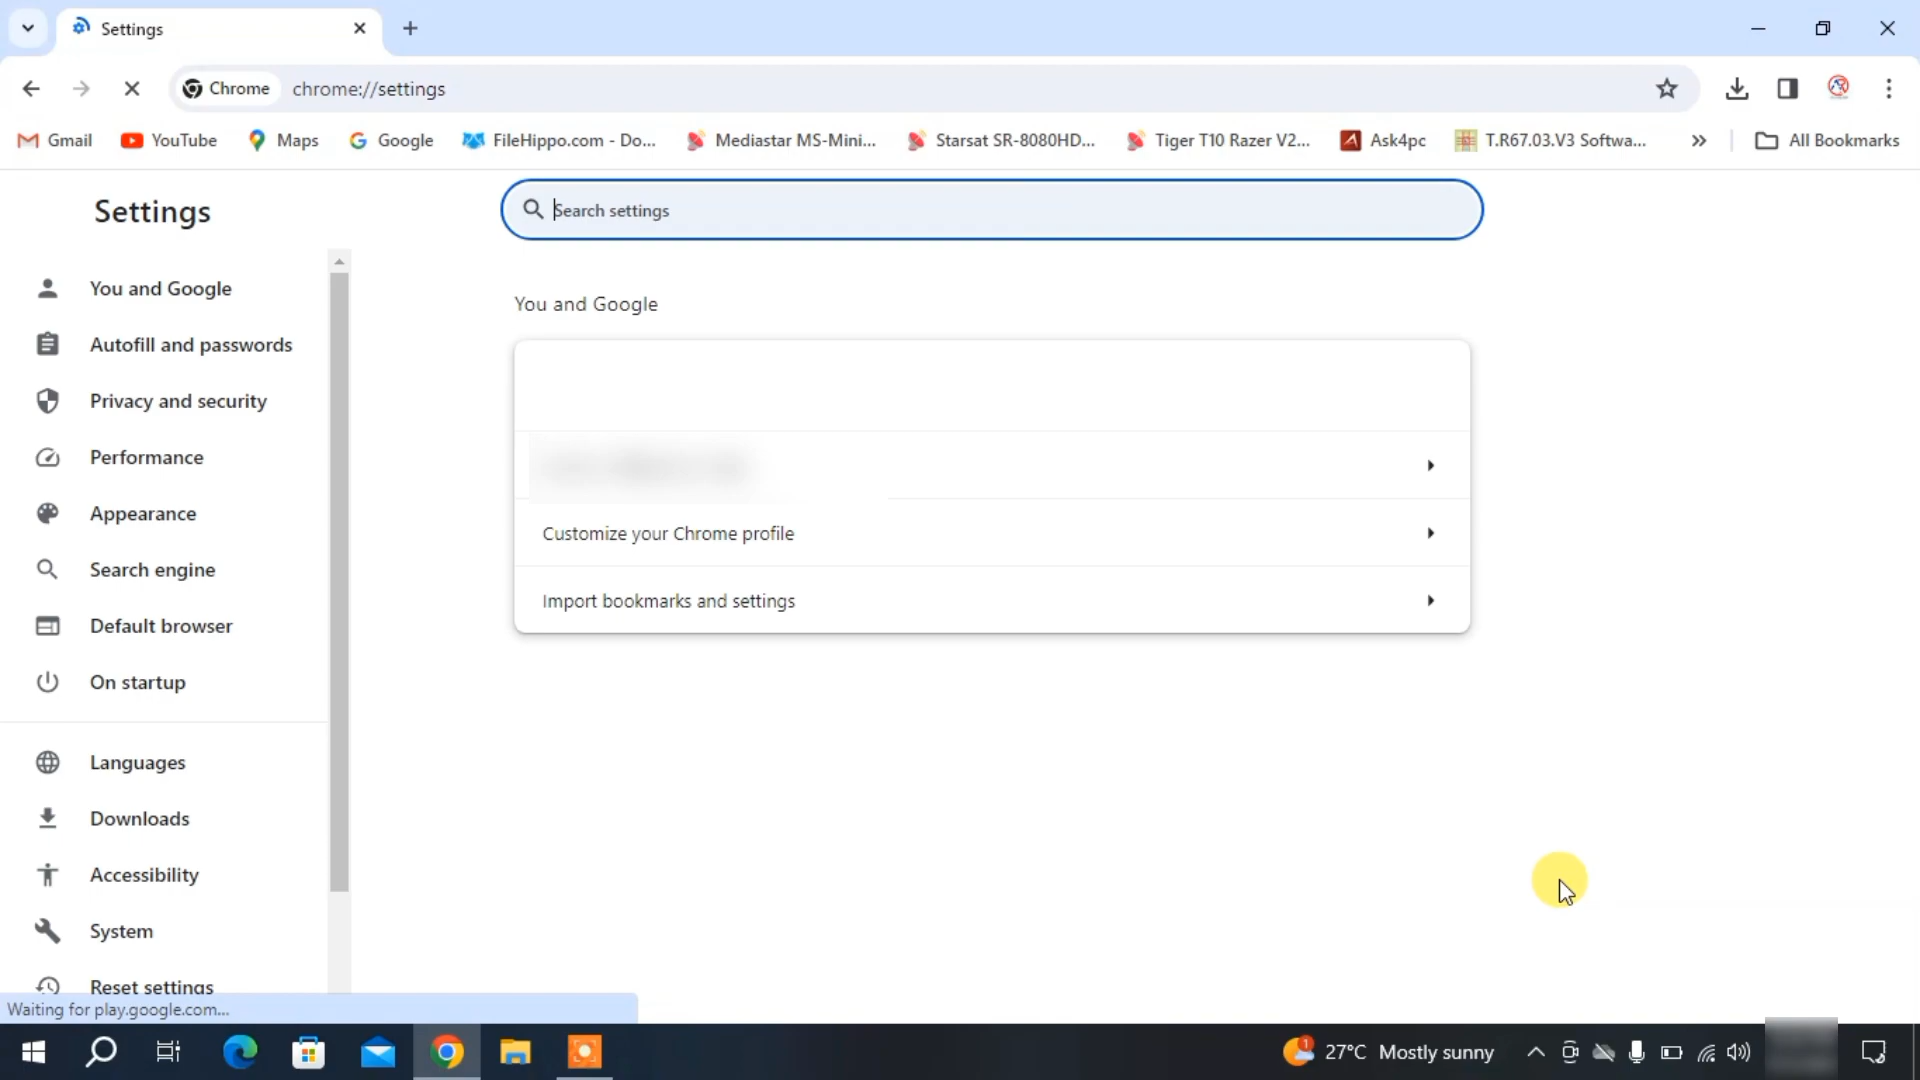 Settings
Chrome
chrome://settings
Gmail
YouTube
Maps
Google
FileHippo.com - Do...
Mediastar MS-Mini...
Starsat SR-8080HD...
Tiger T10 Razer V2...
Ask4pc
T.R67.03.V3 Softwa...
All Bookmarks
Settings
Search settings
You and Google
Autofill and passwords
Privacy and security
Performance
Appearance
Search engine
Default browser
On startup
Languages
Downloads
Accessibility
System
Reset settings
You and Google
Customize your Chrome profile
Import bookmarks and settings
Waiting for play.google.com...
1
27°C Mostly sunny